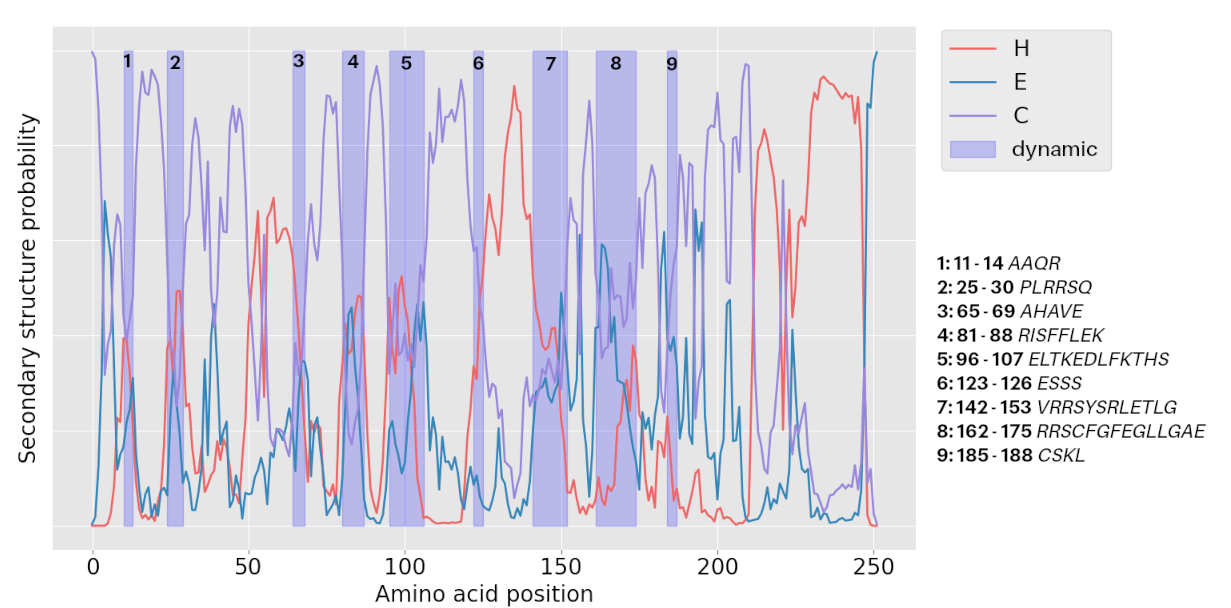 1
2
3
4
5
6
7
8
9
Secondary structure probability
0
50
100
150
200
250
Amino acid position
H
E
C
dynamic
1: 11 - 14 AAQR
2: 25 - 30 PLRRSQ
3: 65 - 69 AHAVE
4: 81 - 88 RISFFLEK
5: 96 - 107 ELTKEDLFKTHS
6: 123 - 126 ESSS
7: 142 - 153 VRRSYSRLETLG
8: 162 - 175 RRSCFGFEGLLGAE
9: 185 - 188 CSKL